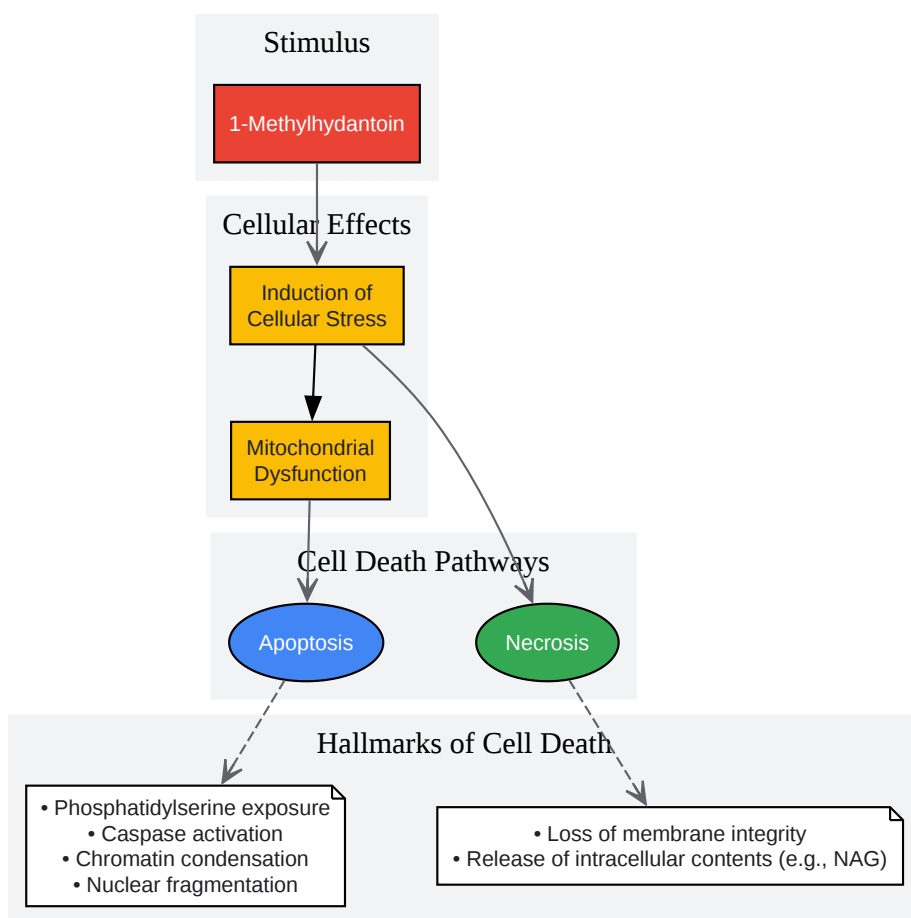 Stimulus
1-Methylhydantoin
Cellular Effects
Induction of
Cellular Stress
Mitochondrial
Dysfunction
Cell Death Pathways
Apoptosis
Necrosis
Hallmarks of Cell Death
• Phosphatidylserine exposure
• Caspase activation
• Chromatin condensation
• Nuclear fragmentation
• Loss of membrane integrity
• Release of intracellular contents (e.g., NAG)